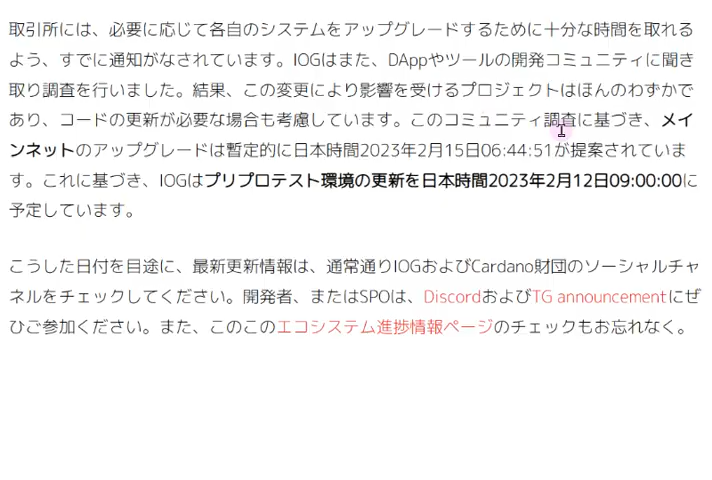 取引所には、必要に応じて各自のシステムをアップグレードするために十分な時間を取れる
よう、すでに通知がなされています。IOGはまた、DAppやツールの開発コミュニティに聞き
取り調査を行いました。結果、この変更により影響を受けるプロジェクトはほんのわずかで
あり、コードの更新が必要な場合も考慮しています。このコミュニティ調査に基づき、メイ
ンネットのアップグレードは暫定的に日本時間2023年2月15日06:44:51が提案されていま
す。これに基づき、IOGはプリプロテスト環境の更新を日本時間2023年2月12日09:00:00に
予定しています。
こうした日付を目途に、最新更新情報は、通常通りIOGおよびCardano財団のソーシャルチャ
ネルをチェックしてください。開発者、またはSPOは、DiscordおよびTG announcementにぜ
ひご参加ください。また、このこのエコシステム進捗情報ページのチェックもお忘れなく。